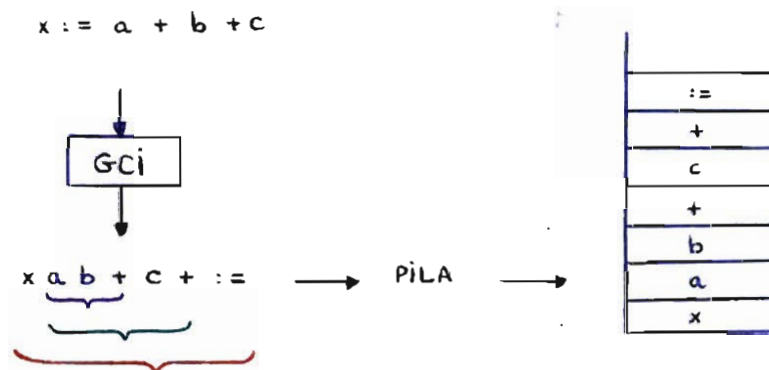 x := a + b + c
GCi
x a b + c + :=
PiLA
:=
+
c
+
b
a
x